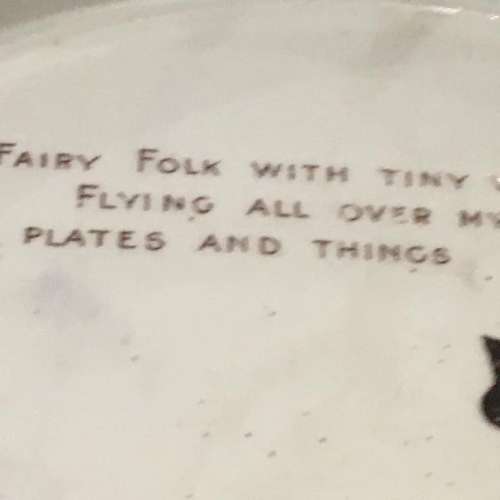 Fairy Folk with tiny
Flying all over my
plates and things